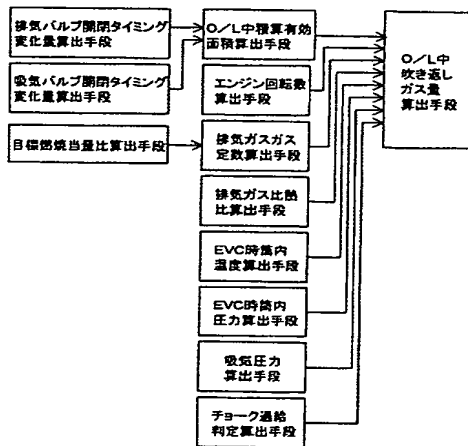 排気バルブ開閉タイミング
変化量算出手段
吸気バルブ開閉タイミング
変化量算出手段
目標燃焼当量比算出手段
O/L中積算有効
面積算出手段
エンジン回転数
算出手段
排気ガスガス
定数算出手段
排気ガス比熱
比算出手段
EVC時筒内
温度算出手段
EVC時筒内
圧力算出手段
吸気圧力
算出手段
チョーク過給
判定算出手段
O/L中
吹き返し
ガス量
算出手段